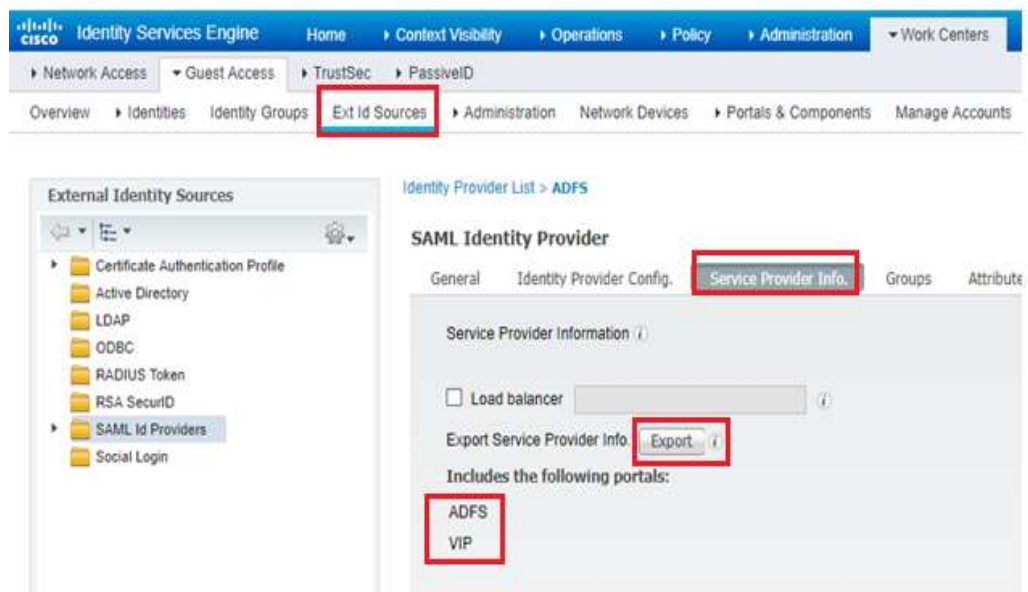 cisco Identity Services Engine Home Context Visibility Operations Policy Administration Work Centers
Network Access Guest Access TrustSec PassiveID
Overview Identities Identity Groups Ext Id Sources Administration Network Devices Portals & Components Manage Accounts
External Identity Sources
Certificate Authentication Profile
Active Directory
LDAP
ODBC
RADIUS Token
RSA SecurID
SAML Id Providers
Social Login
Identity Provider List > ADFS
SAML Identity Provider
General Identity Provider Config. Service Provider Info. Groups Attribute
Service Provider Information i
Load balancer i
Export Service Provider Info. Export i
Includes the following portals:
ADFS
VIP